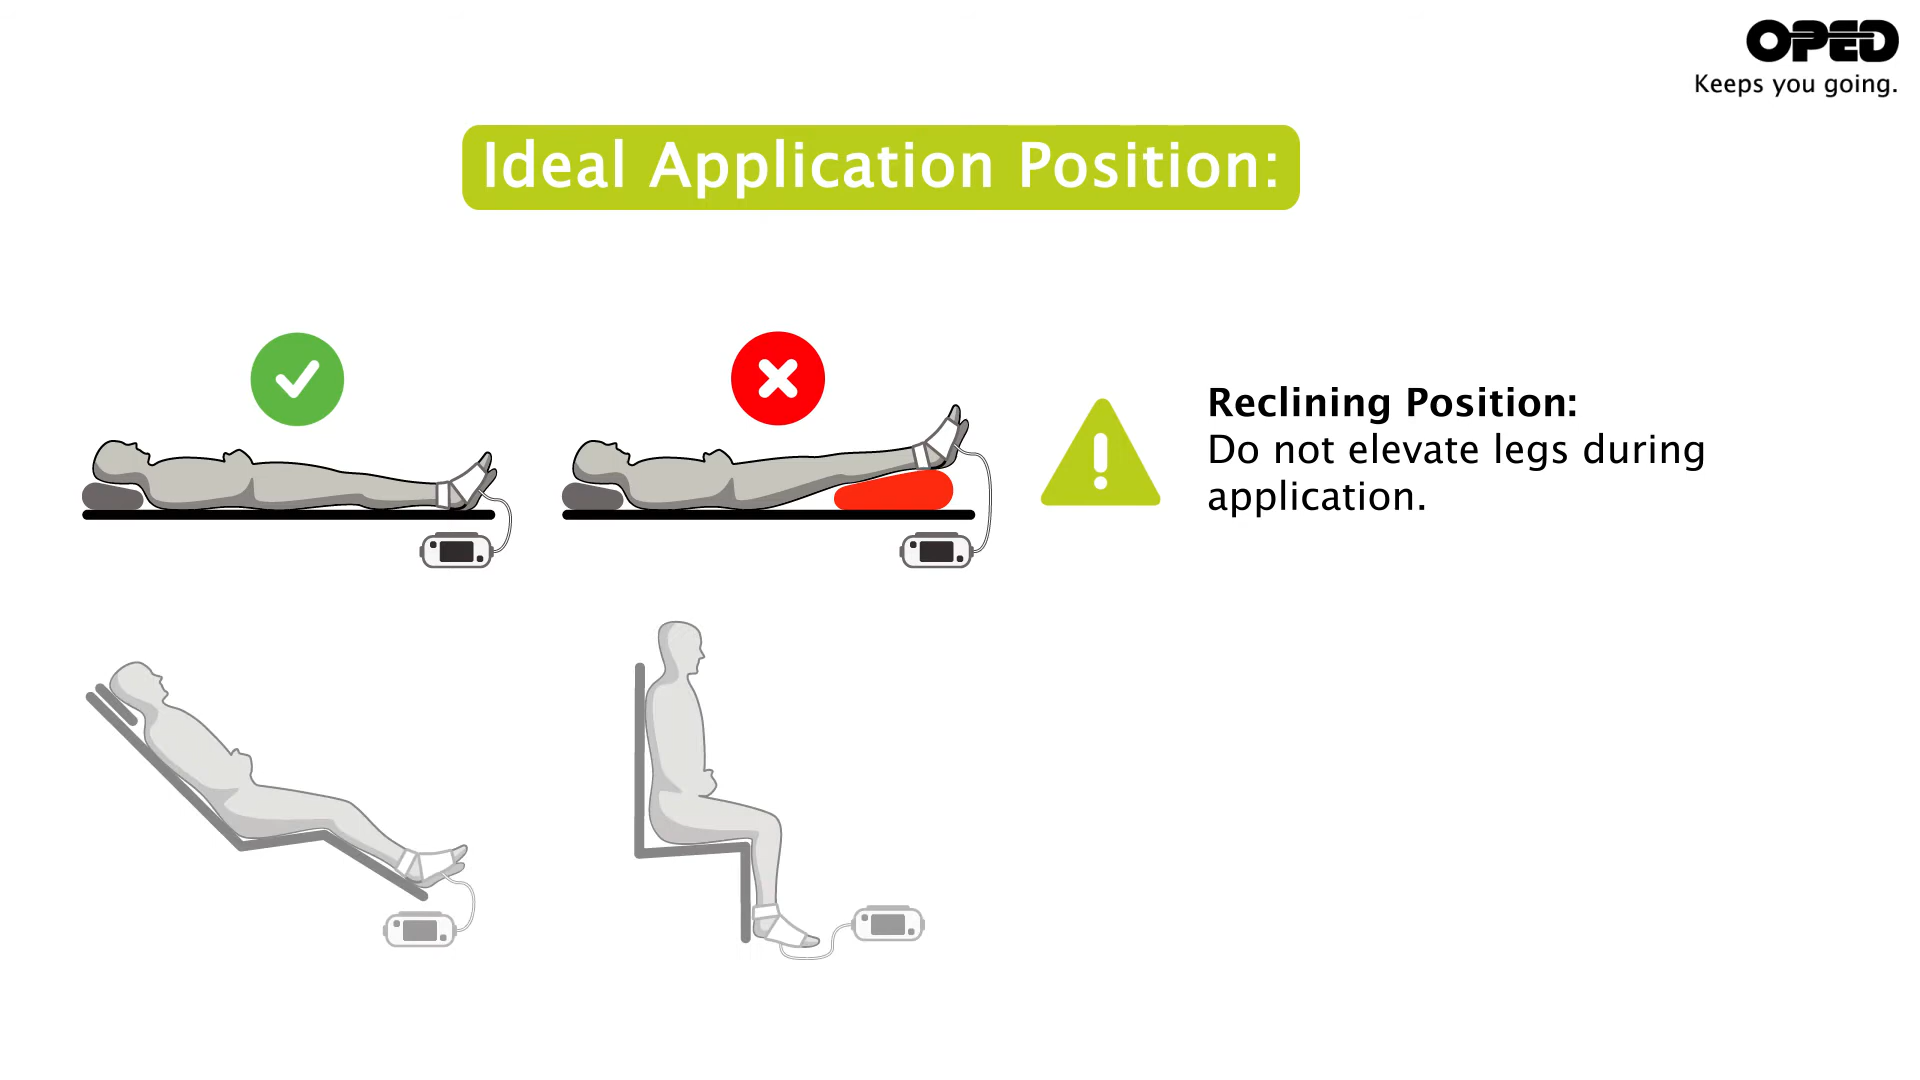 OPED
Keeps you going.
Ideal Application Position:
Reclining Position:
Do not elevate legs during
application.